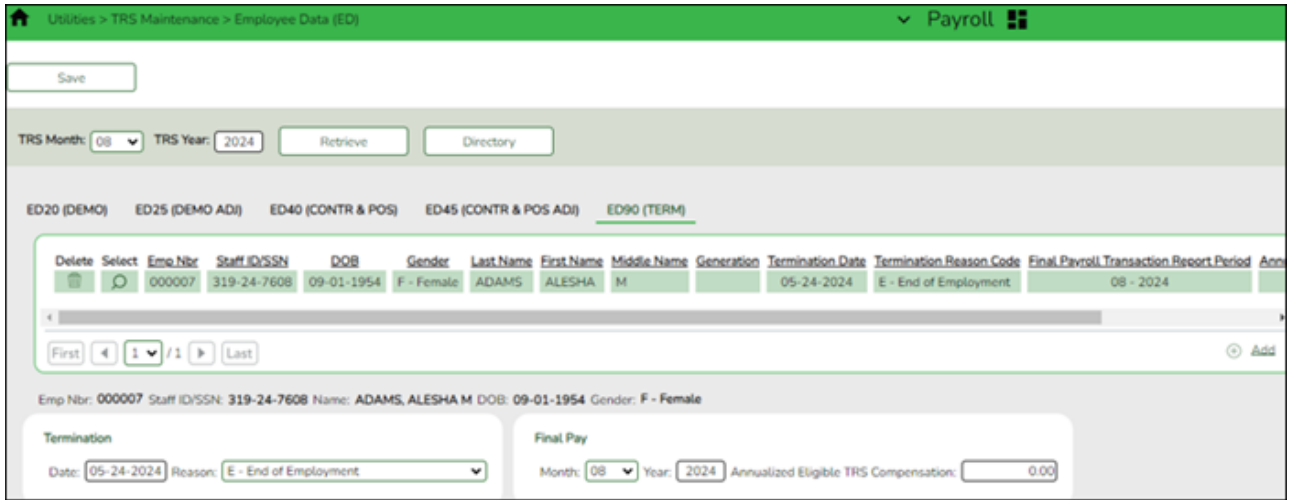 Utilities > TRS Maintenance > Employee Data (ED) Payroll
Save
TRS Month: 08 TRS Year: 2024 Retrieve Directory
ED20 (DEMO) ED25 (DEMO ADJ) ED40 (CONTR & POS) ED45 (CONTR & POS ADJ) ED90 (TERM)
Delete Select Emp Nbr Staff ID/SSN DOB Gender Last Name First Name Middle Name Generation Termination Date Termination Reason Code Final Payroll Transaction Report Period Annu
000007 319-24-7608 09-01-1954 F - Female ADAMS ALESHA M 05-24-2024 E - End of Employment 08 - 2024
First 1 / 1 Last Add
Emp Nbr: 000007 Staff ID/SSN: 319-24-7608 Name: ADAMS, ALESHA M DOB: 09-01-1954 Gender: F - Female
Termination Final Pay
Date: 05-24-2024 Reason: E - End of Employment Month: 08 Year: 2024 Annualized Eligible TRS Compensation: 0.00